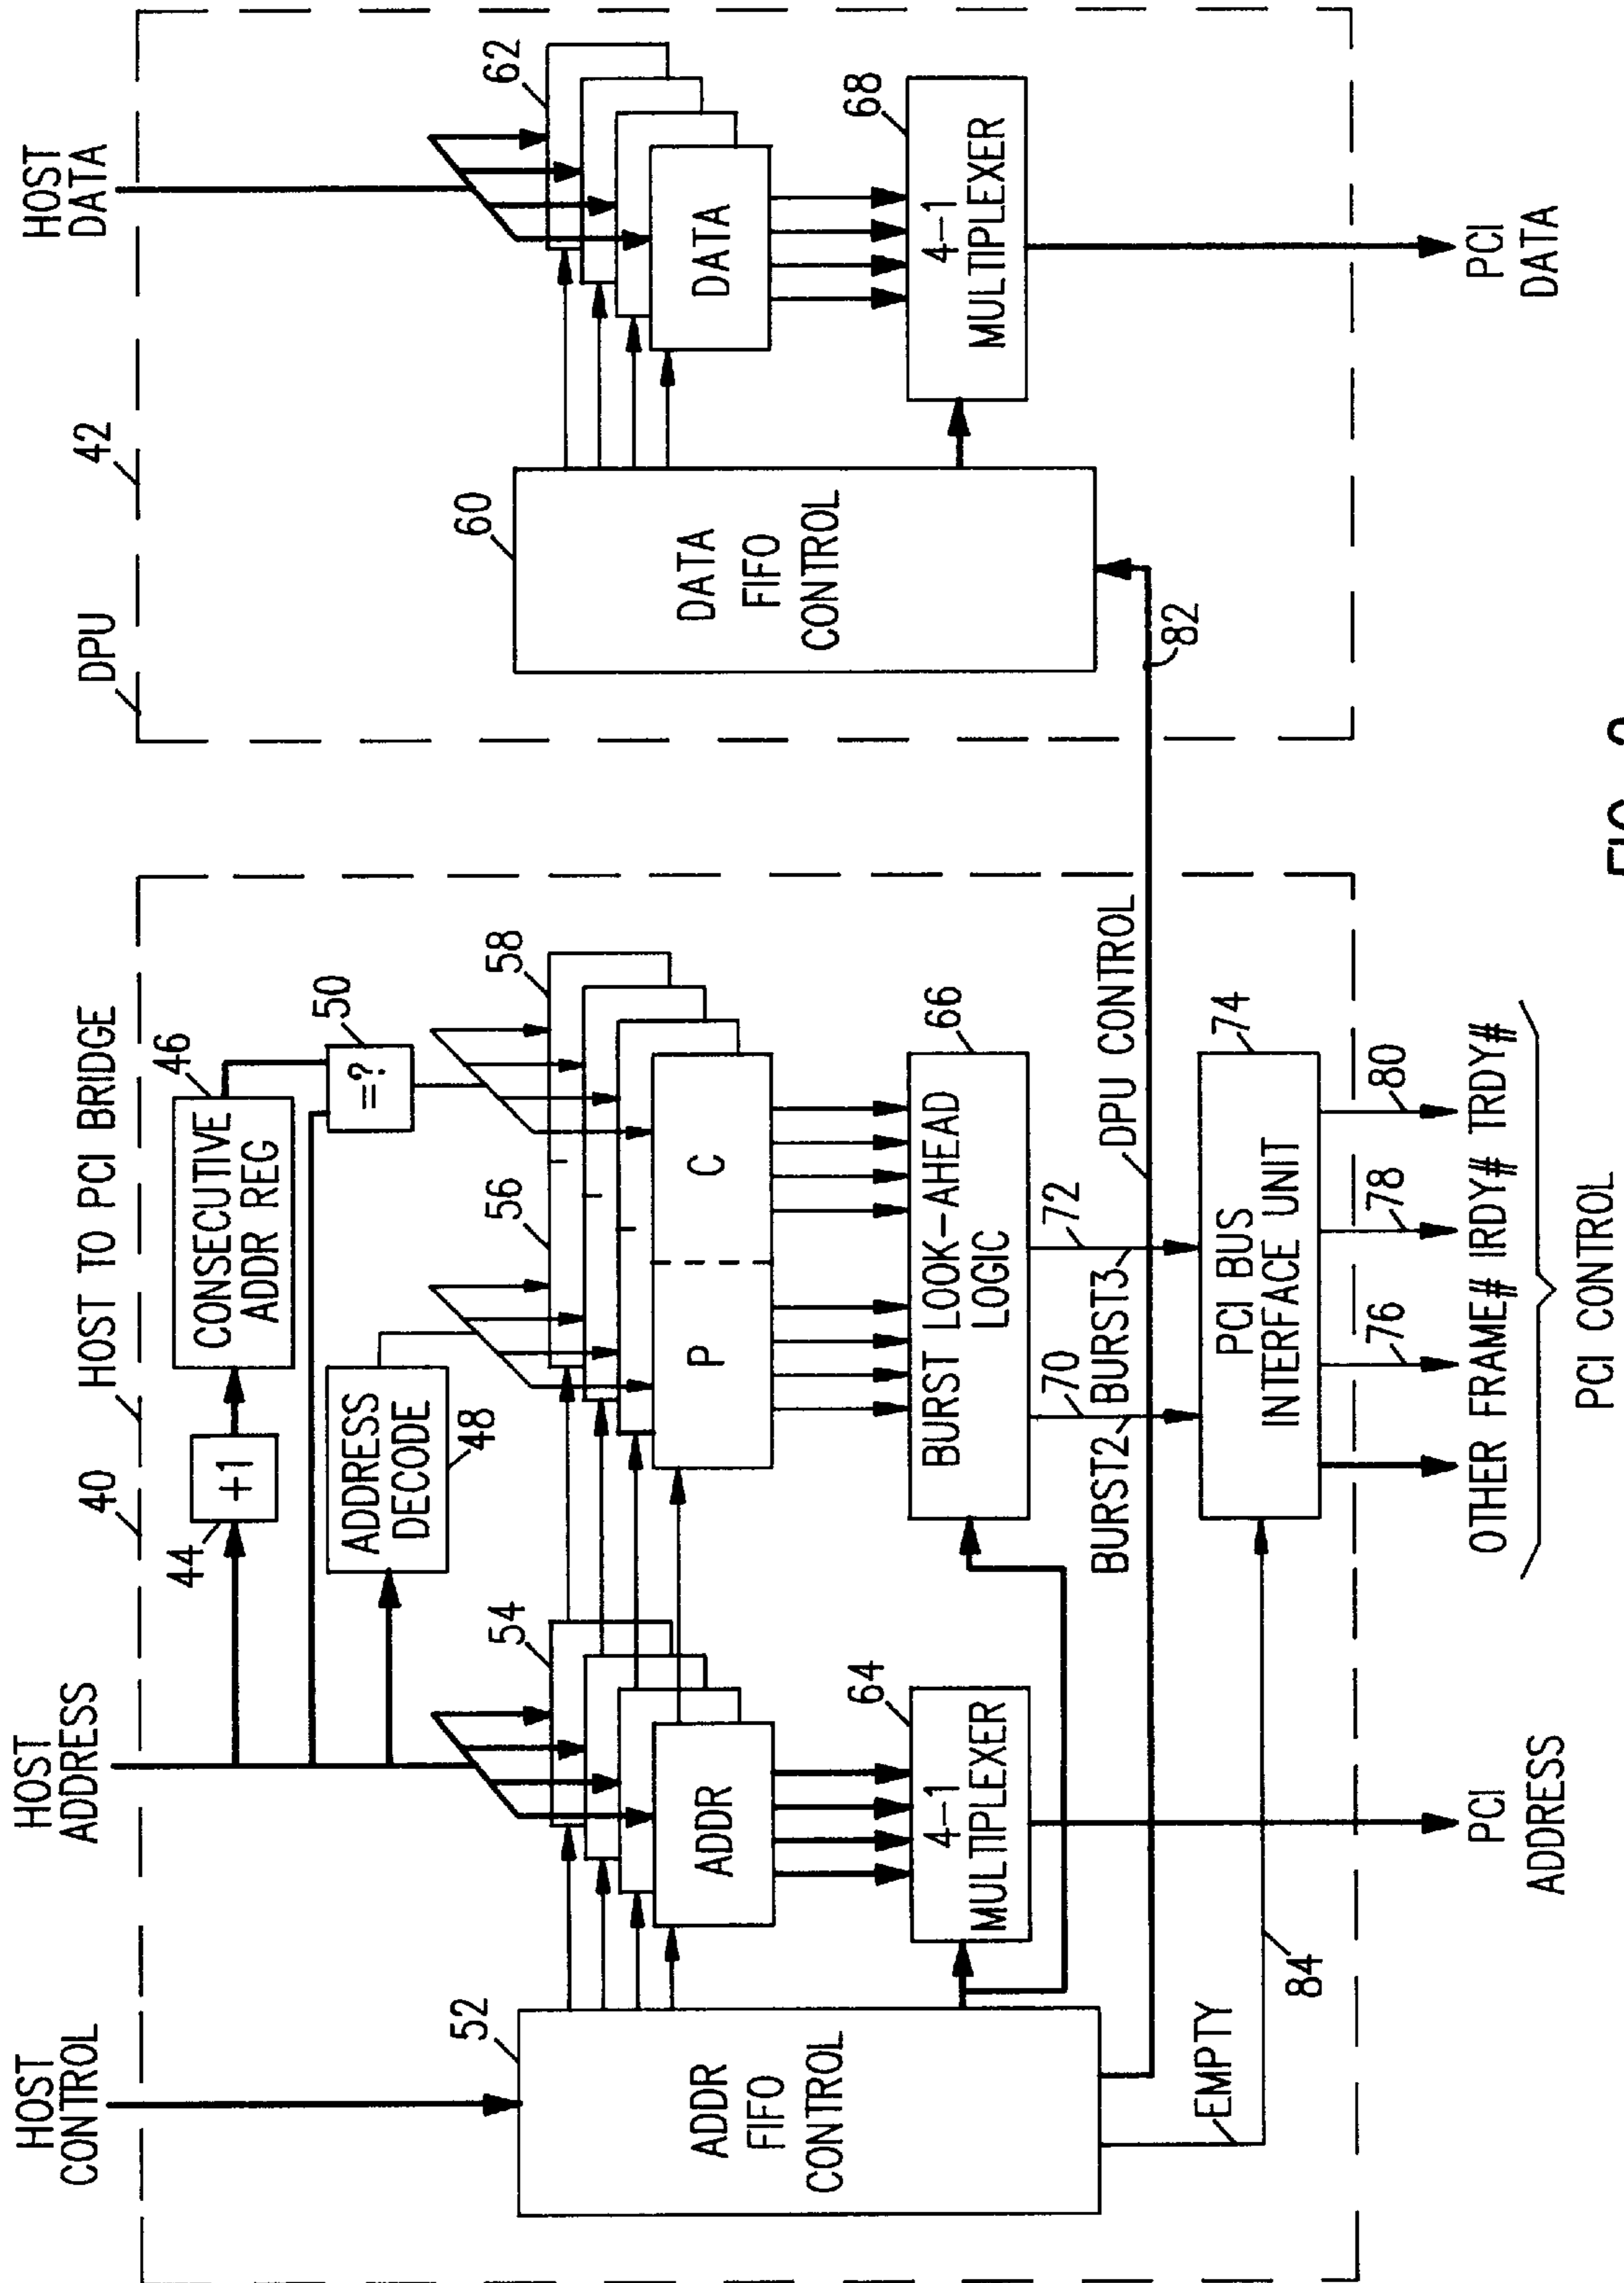 HOST
CONTROL
HOST
ADDRESS
40
HOST TO PCI BRIDGE
DPU
42
HOST
DATA
44
+1
46
CONSECUTIVE
ADDR REG
50
=?
ADDRESS
DECODE
48
52
ADDR
FIFO
CONTROL
54
ADDR
56
58
P
C
60
DATA
FIFO
CONTROL
62
DATA
64
4-1
MULTIPLEXER
66
BURST LOOK-AHEAD
LOGIC
68
4-1
MULTIPLEXER
70
BURST2
72
BURST3
DPU CONTROL
82
EMPTY
84
74
PCI BUS
INTERFACE UNIT
76
78
80
PCI
ADDRESS
OTHER FRAME# IRDY# TRDY#
PCI CONTROL
PCI
DATA